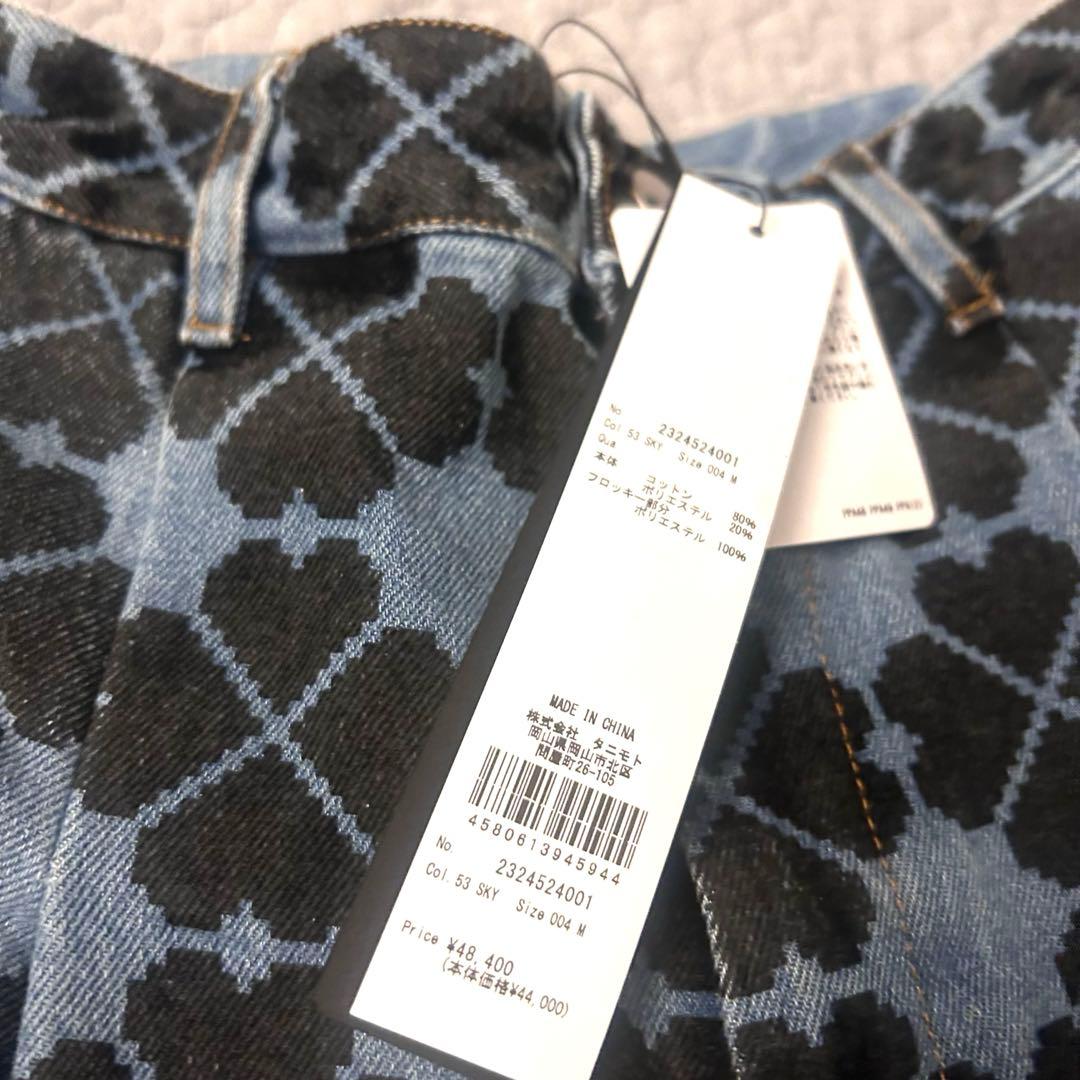 No. 2324524001
Col. 53 SKY Size 004 M
Qua
本体 コットン 80%
ポリエステル 20%
フロッキー部分
ポリエステル 100%
MADE IN CHINA
株式会社 タニモト
岡山県岡山市北区
問屋町26-105
4580613945944
No. 2324524001
Col. 53 SKY Size 004 M
Price ¥48,400
(本体価格¥44,000)